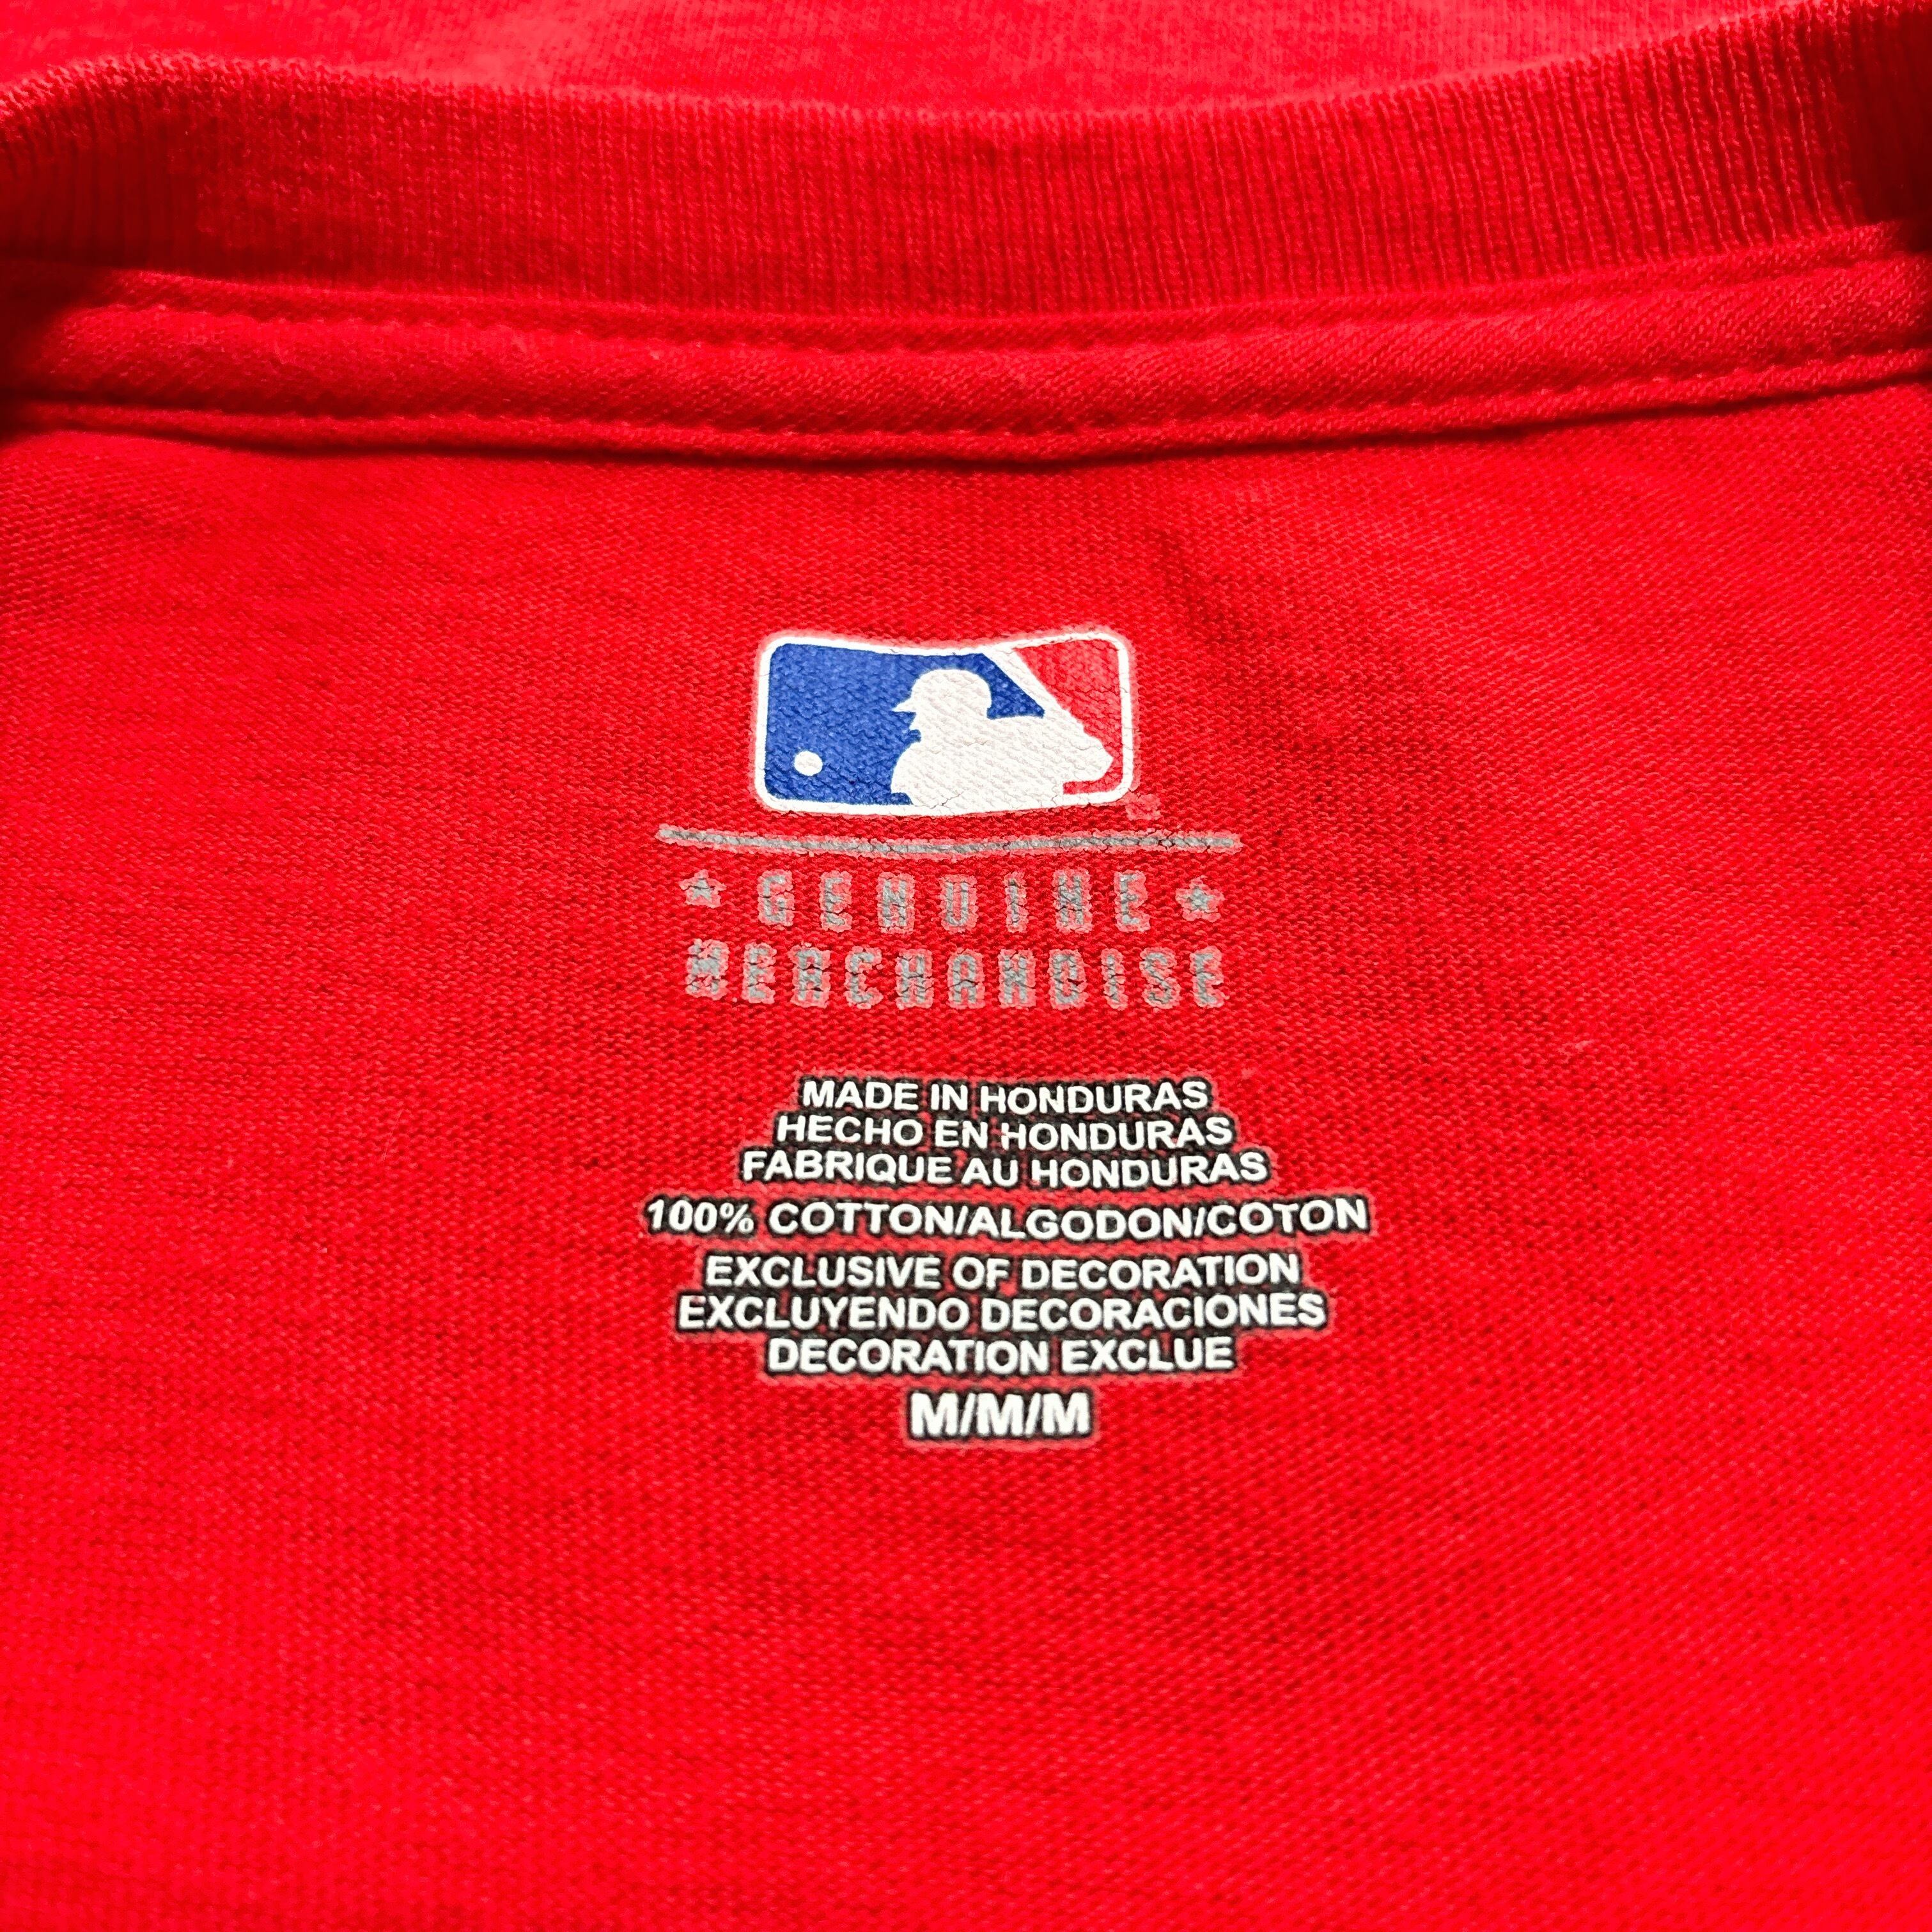 ★ GENUINE ★
MERCHANDISE
MADE IN HONDURAS
HECHO EN HONDURAS
FABRIQUE AU HONDURAS
100% COTTON/ALGODON/COTON
EXCLUSIVE OF DECORATION
EXCLUYENDO DECORACIONES
DECORATION EXCLUE
M/M/M